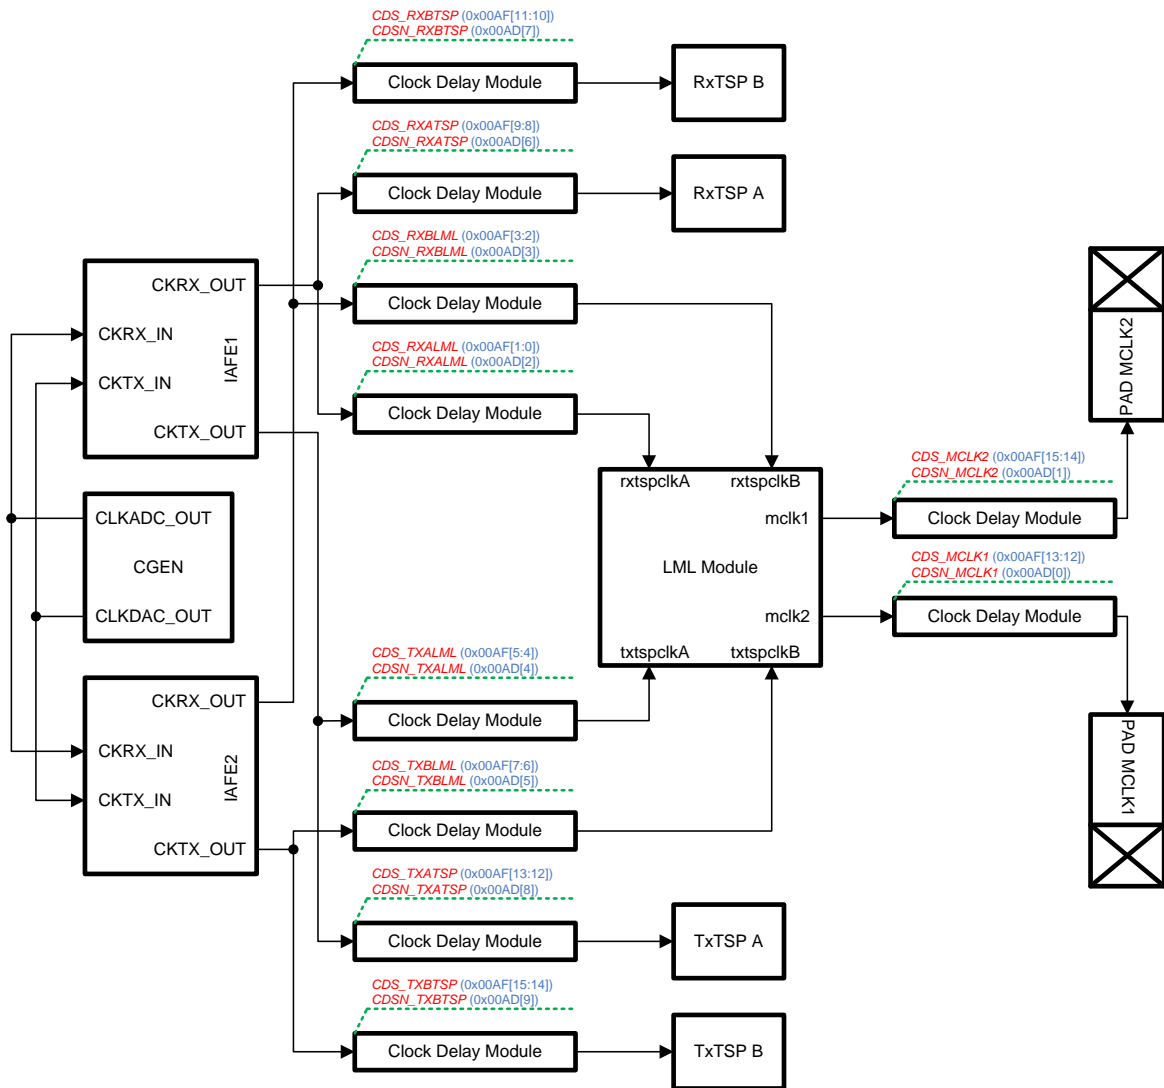 CDS_RXBTSP (0x00AF[11:10])
CDSN_RXBTSP (0x00AD[7])
Clock Delay Module
RxTSP B
CDS_RXATSP (0x00AF[9:8])
CDSN_RXATSP (0x00AD[6])
Clock Delay Module
RxTSP A
CDS_RXBLML (0x00AF[3:2])
CDSN_RXBLML (0x00AD[3])
Clock Delay Module
CDS_RXALML (0x00AF[1:0])
CDSN_RXALML (0x00AD[2])
Clock Delay Module
CKRX_OUT
CKRX_IN
IAFE1
CKTX_IN
CKTX_OUT
PAD MCLK2
CLKADC_OUT
CGEN
CLKDAC_OUT
rxtspclkA
rxtspclkB
mclk1
LML Module
mclk2
txtspclkA
txtspclkB
CDS_MCLK2 (0x00AF[15:14])
CDSN_MCLK2 (0x00AD[1])
Clock Delay Module
CDS_MCLK1 (0x00AF[13:12])
CDSN_MCLK1 (0x00AD[0])
Clock Delay Module
PAD MCLK1
CKRX_OUT
CKRX_IN
IAFE2
CKTX_IN
CKTX_OUT
CDS_TXALML (0x00AF[5:4])
CDSN_TXALML (0x00AD[4])
Clock Delay Module
CDS_TXBLML (0x00AF[7:6])
CDSN_TXBLML (0x00AD[5])
Clock Delay Module
CDS_TXATSP (0x00AF[13:12])
CDSN_TXATSP (0x00AD[8])
Clock Delay Module
TxTSP A
CDS_TXBTSP (0x00AF[15:14])
CDSN_TXBTSP (0x00AD[9])
Clock Delay Module
TxTSP B